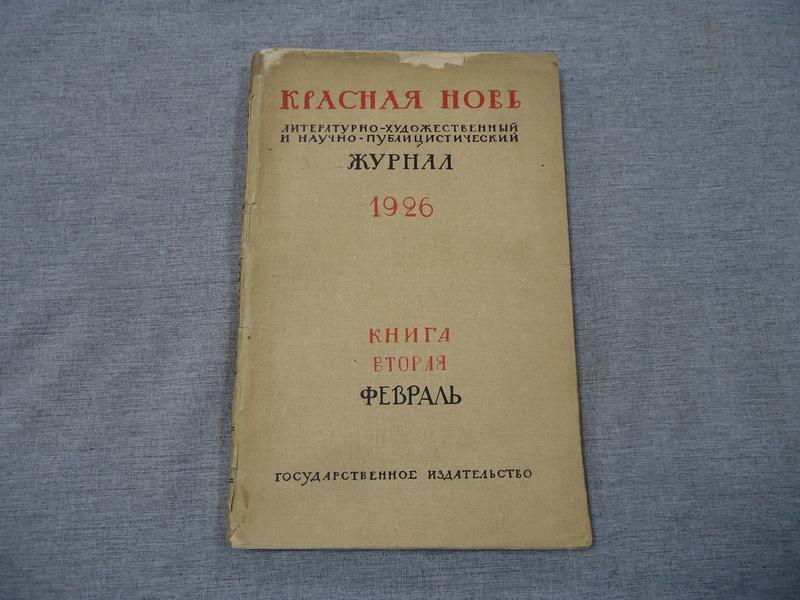 КРАСНАЯ НОВЬ
ЛИТЕРАТУРНО-ХУДОЖЕСТВЕННЫЙ
И НАУЧНО-ПУБЛИЦИСТИЧЕСКИЙ
ЖУРНАЛ
1926
КНИГА
ВТОРАЯ
ФЕВРАЛЬ
ГОСУДАРСТВЕННОЕ ИЗДАТЕЛЬСТВО